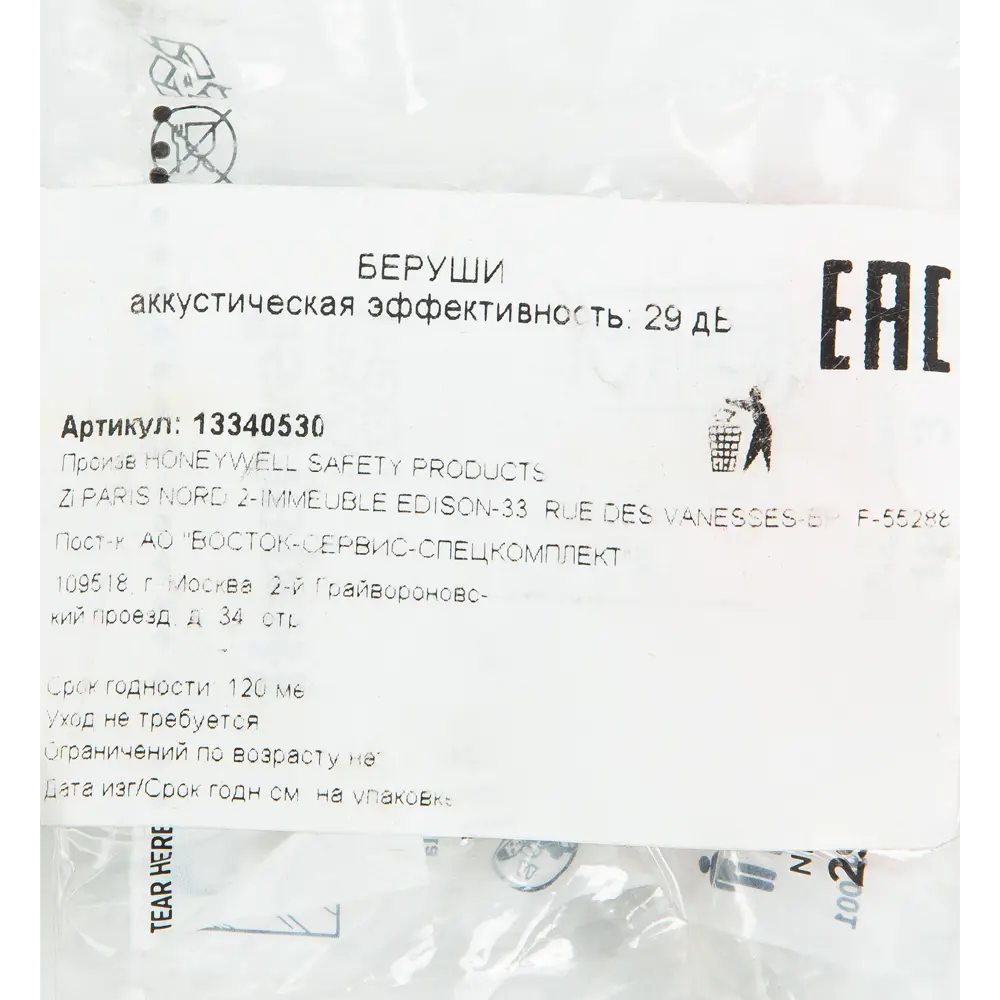 БЕРУШИ
аккустическая эффективность: 29 дБ
EAC
Артикул: 13340530
Произв HONEYWELL SAFETY PRODUCTS
ZI PARIS NORD 2-IMMEUBLE EDISON-33 RUE DES VANESSES-BP F-55288
Пост-к АО "ВОСТОК-СЕРВИС-СПЕЦКОМПЛЕКТ"
109518, г Москва 2-й Грайвороновс-
кий проезд, д 34 стр
Срок годности: 120 ме
Уход не требуется
Ограничений по возрасту нет
Дата изг/Срок годн см на упаковке
TEAR HERE